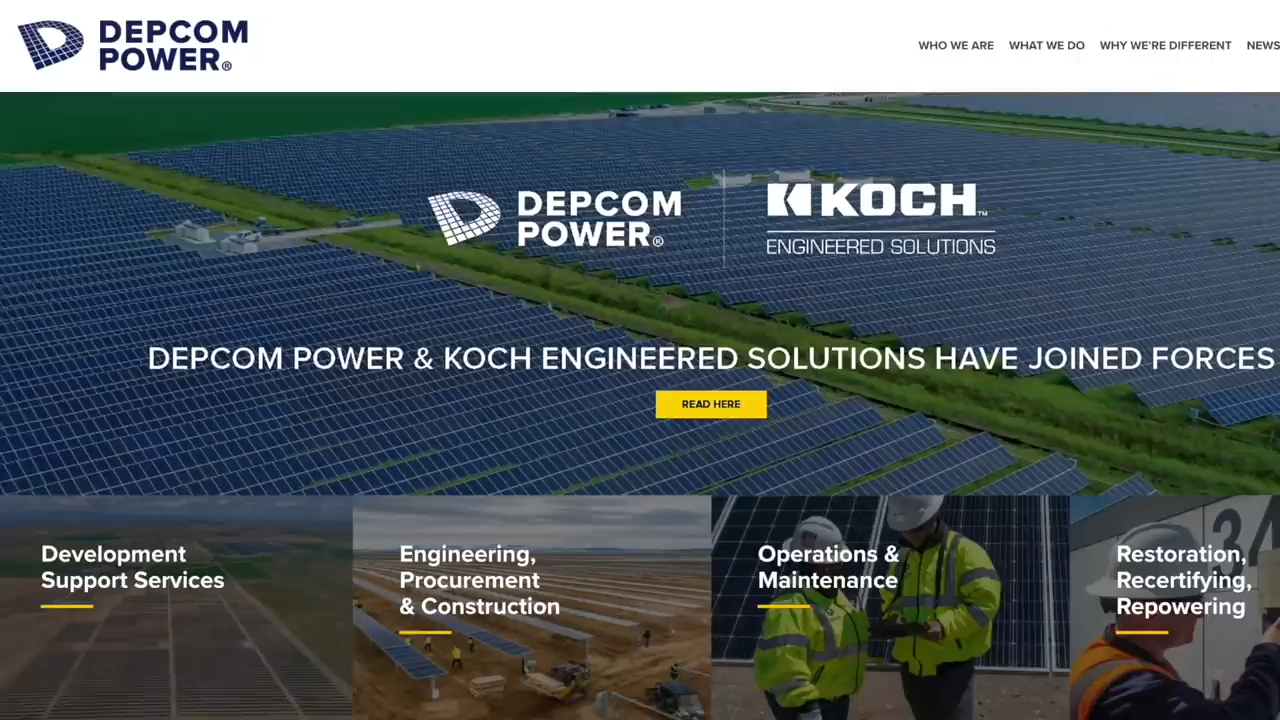 DEPCOM
POWER®
WHO WE ARE WHAT WE DO WHY WE'RE DIFFERENT NEWS
DEPCOM
POWER®
KOCH™
ENGINEERED SOLUTIONS
DEPCOM POWER & KOCH ENGINEERED SOLUTIONS HAVE JOINED FORCES
READ HERE
Development
Support Services
Engineering,
Procurement
& Construction
Operations &
Maintenance
Restoration,
Recertifying,
Repowering
34